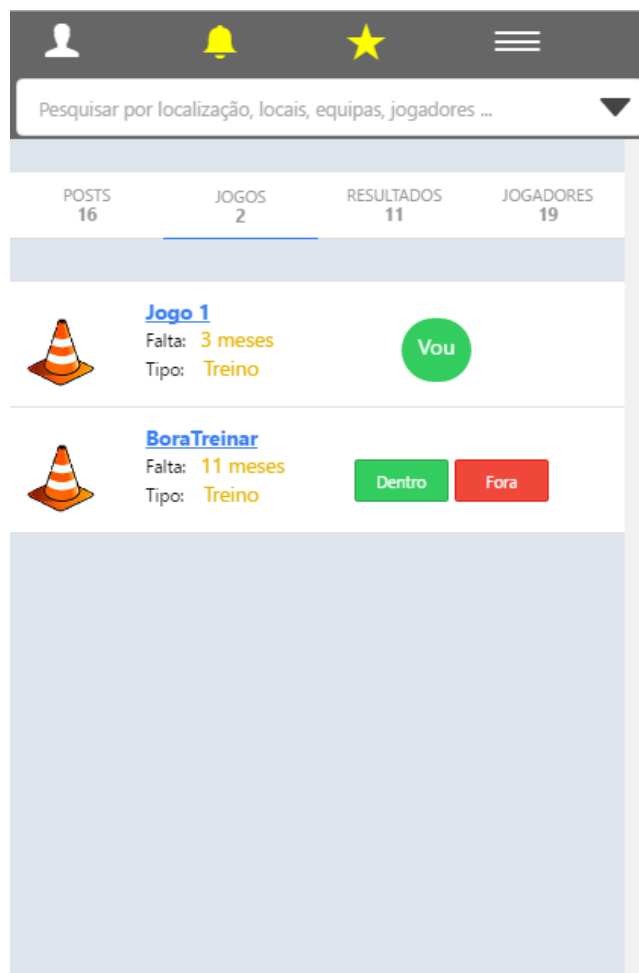 Pesquisar por localização, locais, equipas, jogadores ...
POSTS JOGOS RESULTADOS JOGADORES
16 2 11 19
Jogo 1
Falta: 3 meses
Tipo: Treino
Vou
BoraTreinar
Falta: 11 meses
Tipo: Treino
Dentro Fora